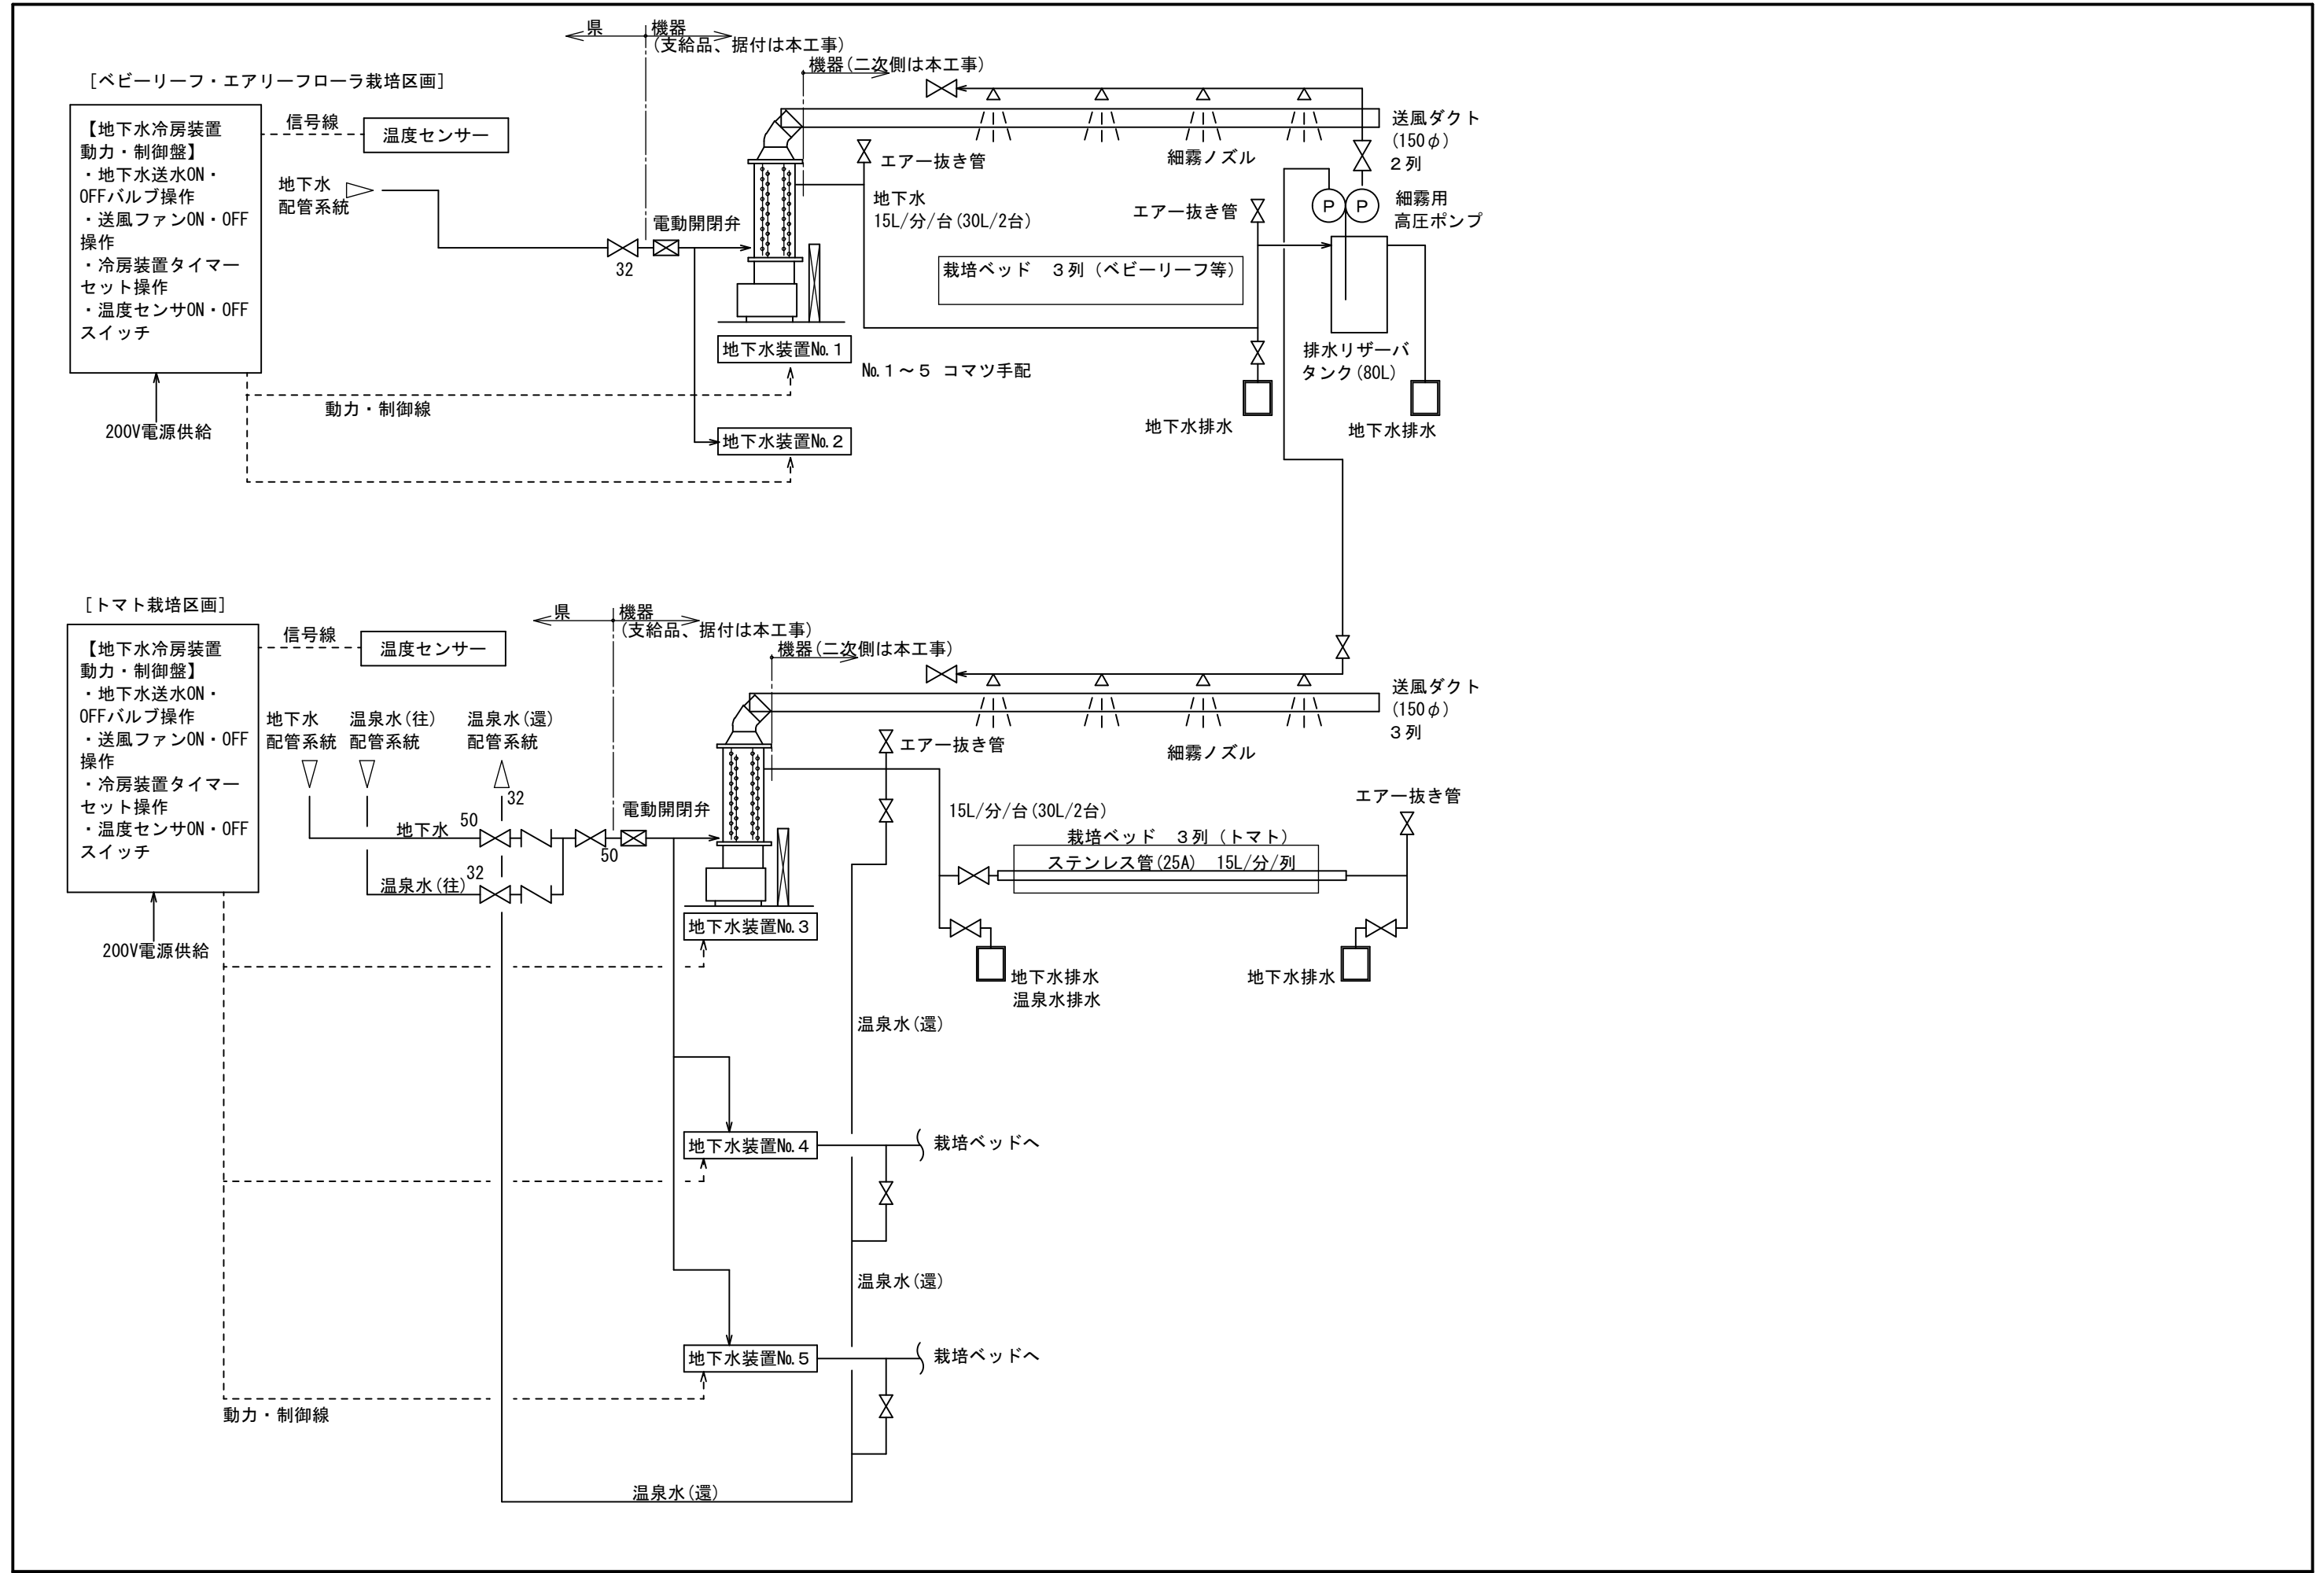 県
機器
(支給品、据付は本工事)
機器(二次側は本工事)
[ベビーリーフ・エアリーフローラ栽培区画]
【地下水冷房装置
動力・制御盤】
・地下水送水ON・
OFFバルブ操作
・送風ファンON・OFF
操作
・冷房装置タイマー
セット操作
・温度センサON・OFF
スイッチ
信号線
温度センサー
地下水
配管系統
32
電動開閉弁
エアー抜き管
地下水
15L/分/台(30L/2台)
細霧ノズル
送風ダクト
(150φ)
2列
エアー抜き管
P
P
細霧用
高圧ポンプ
栽培ベッド 3列(ベビーリーフ等)
排水リザーバ
タンク(80L)
地下水装置No.1
No.1～5 コマツ手配
地下水排水
地下水排水
動力・制御線
200V電源供給
地下水装置No.2
[トマト栽培区画]
県
機器
(支給品、据付は本工事)
機器(二次側は本工事)
【地下水冷房装置
動力・制御盤】
・地下水送水ON・
OFFバルブ操作
・送風ファンON・OFF
操作
・冷房装置タイマー
セット操作
・温度センサON・OFF
スイッチ
信号線
温度センサー
地下水
配管系統
温泉水(往)
配管系統
温泉水(還)
配管系統
32
地下水
50
50
温泉水(往)
32
電動開閉弁
エアー抜き管
細霧ノズル
送風ダクト
(150φ)
3列
15L/分/台(30L/2台)
エアー抜き管
栽培ベッド 3列(トマト)
ステンレス管(25A) 15L/分/列
地下水装置No.3
200V電源供給
地下水排水
温泉水排水
地下水排水
温泉水(還)
地下水装置No.4
栽培ベッドへ
温泉水(還)
地下水装置No.5
栽培ベッドへ
動力・制御線
温泉水(還)